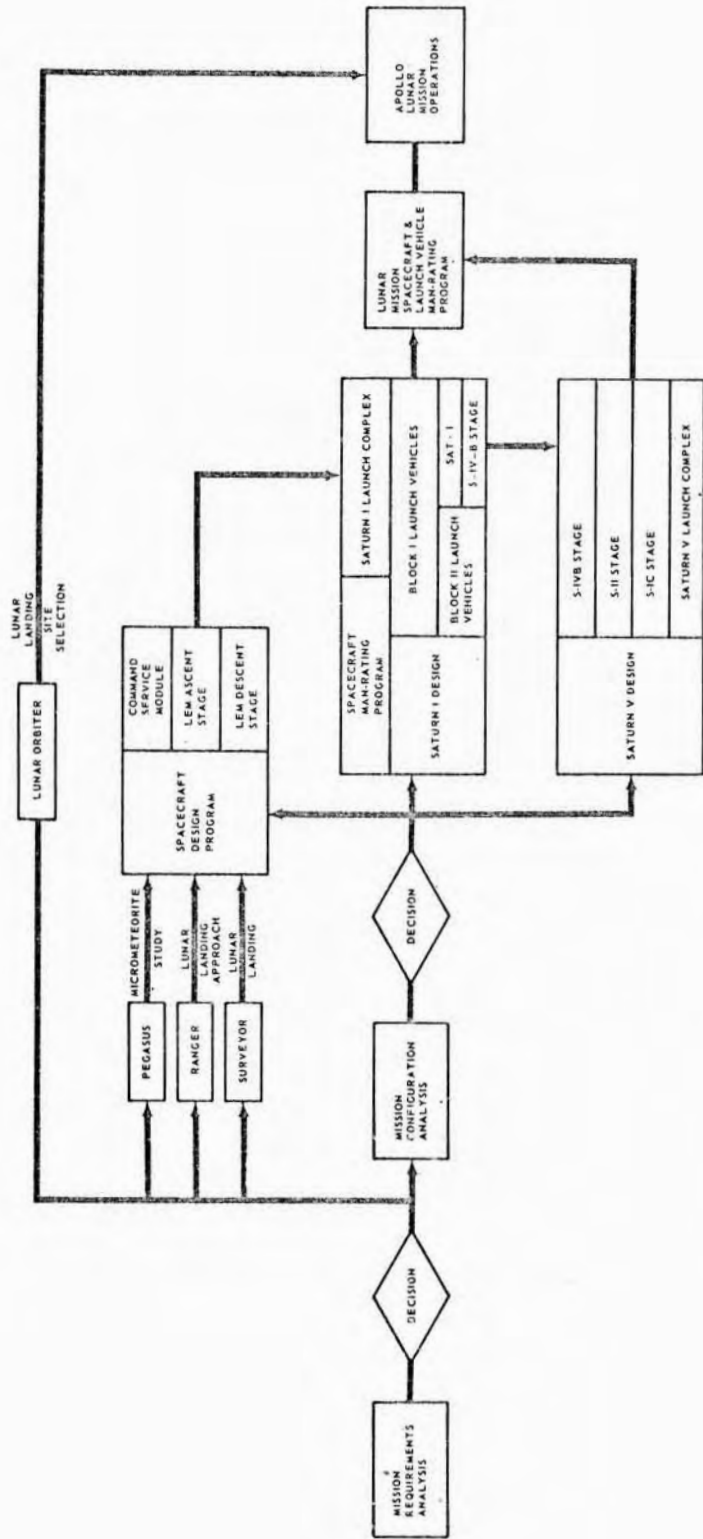 LUNAR
LANDING
SITE
SELECTION
LUNAR ORBITER
PEGASUS
MICROMETEORITE
STUDY
RANGER
LUNAR
LANDING
APPROACH
SURVEYOR
LUNAR
LANDING
SPACECRAFT
DESIGN
PROGRAM
COMMAND
SERVICE
MODULE
LEM ASCENT
STAGE
LEM DESCENT
STAGE
MISSION
REQUIREMENTS
ANALYSIS
DECISION
MISSION
CONFIGURATION
ANALYSIS
DECISION
SPACECRAFT
MAN-RATING
PROGRAM
SATURN I LAUNCH COMPLEX
SATURN I DESIGN
BLOCK I LAUNCH VEHICLES
BLOCK II LAUNCH
VEHICLES
SAT - I
S-IV-B STAGE
LUNAR
MISSION
SPACECRAFT &
LAUNCH VEHICLE
MAN-RATING
PROGRAM
APOLLO
LUNAR
MISSION
OPERATIONS
SATURN V DESIGN
S-IVB STAGE
S-II STAGE
S-IC STAGE
SATURN V LAUNCH COMPLEX